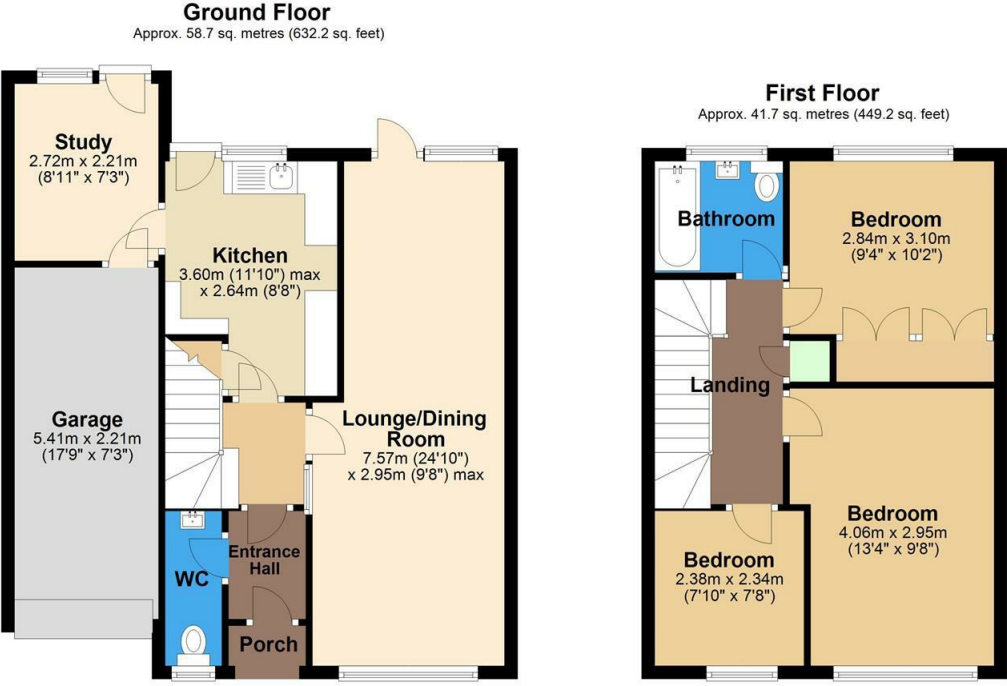 Ground Floor
Approx. 58.7 sq. metres (632.2 sq. feet)
Study
2.72m x 2.21m
(8'11" x 7'3")
Kitchen
3.60m (11'10") max
x 2.64m (8'8")
Garage
5.41m x 2.21m
(17'9" x 7'3")
Lounge/Dining
Room
7.57m (24'10")
x 2.95m (9'8") max
Entrance
Hall
WC
Porch
First Floor
Approx. 41.7 sq. metres (449.2 sq. feet)
Bathroom
Bedroom
2.84m x 3.10m
(9'4" x 10'2")
Landing
Bedroom
4.06m x 2.95m
(13'4" x 9'8")
Bedroom
2.38m x 2.34m
(7'10" x 7'8")